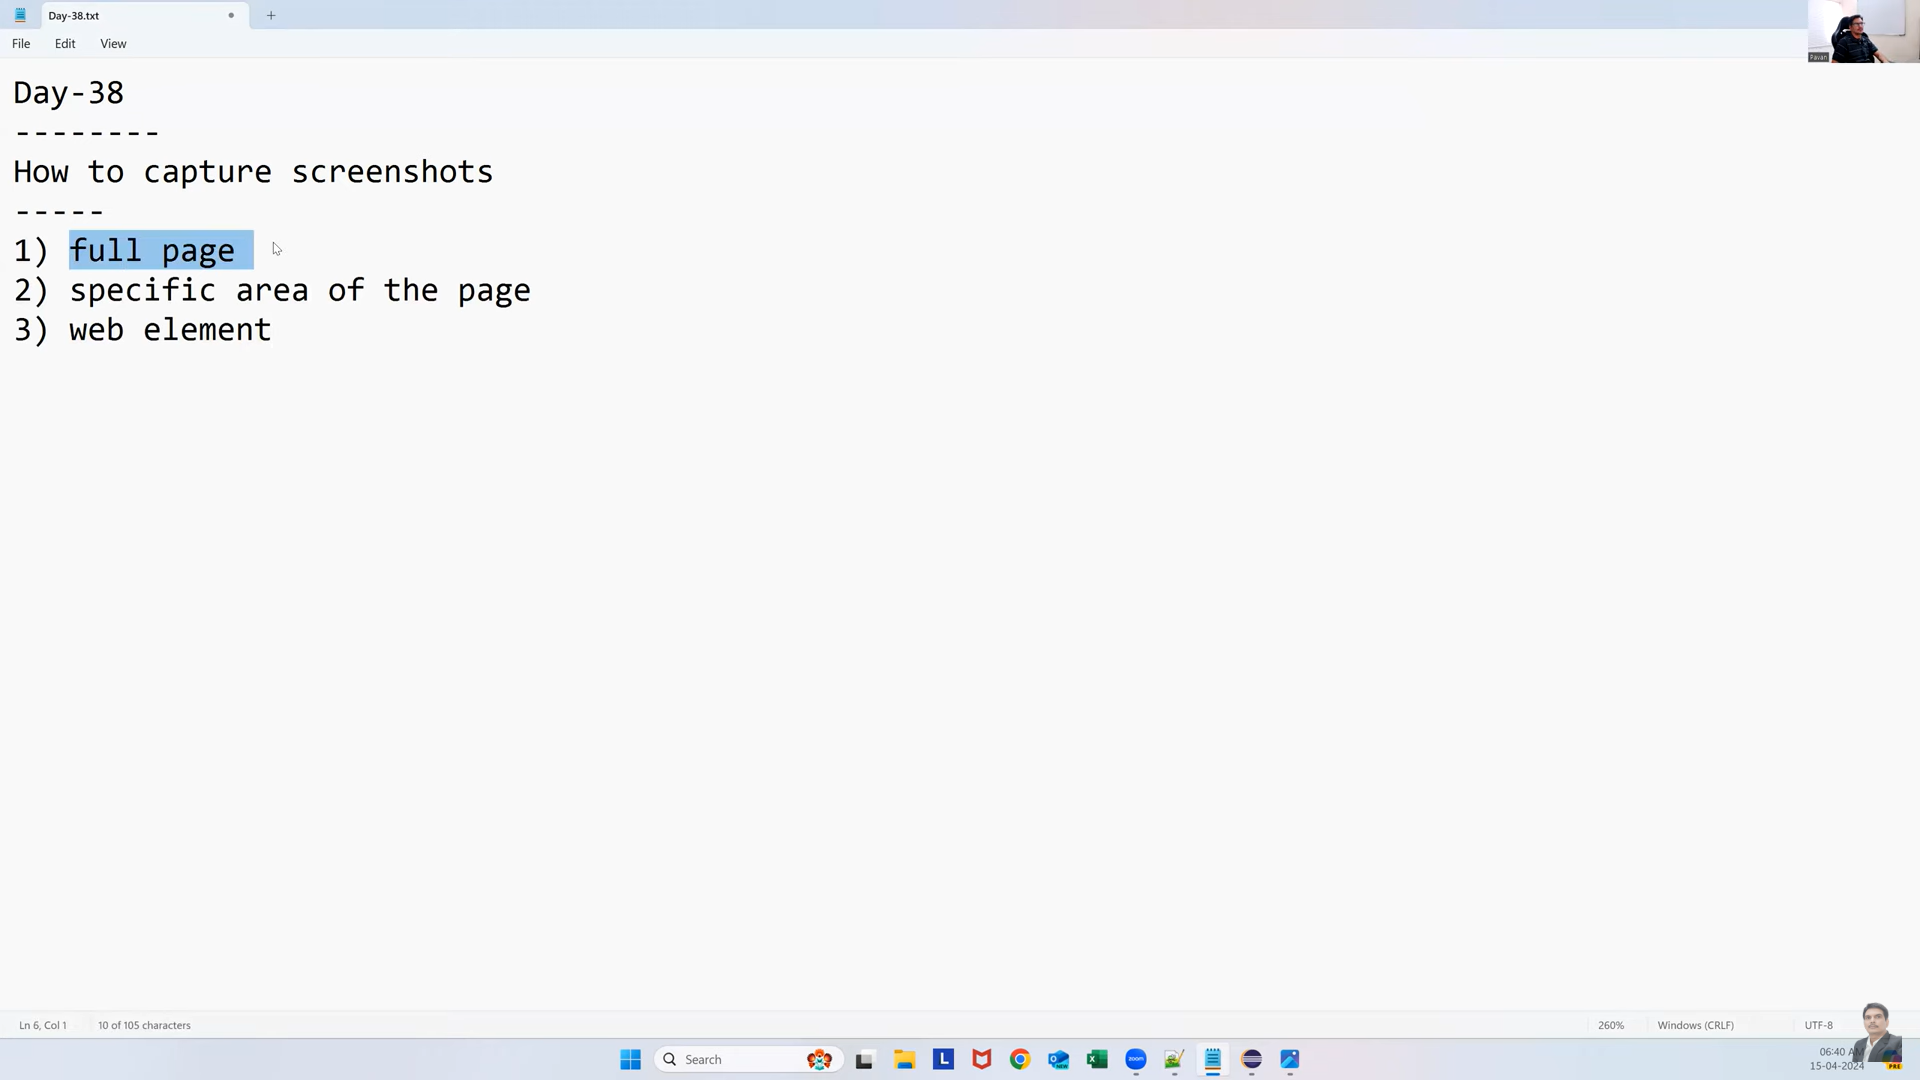 Day-38.txt
File Edit View
Pavan
Day-38
--------
How to capture screenshots
-----
1) full page
2) specific area of the page
3) web element
Ln 6, Col 1 10 of 105 characters 260% Windows (CRLF) UTF-8
Search
06:40
15-04-2024